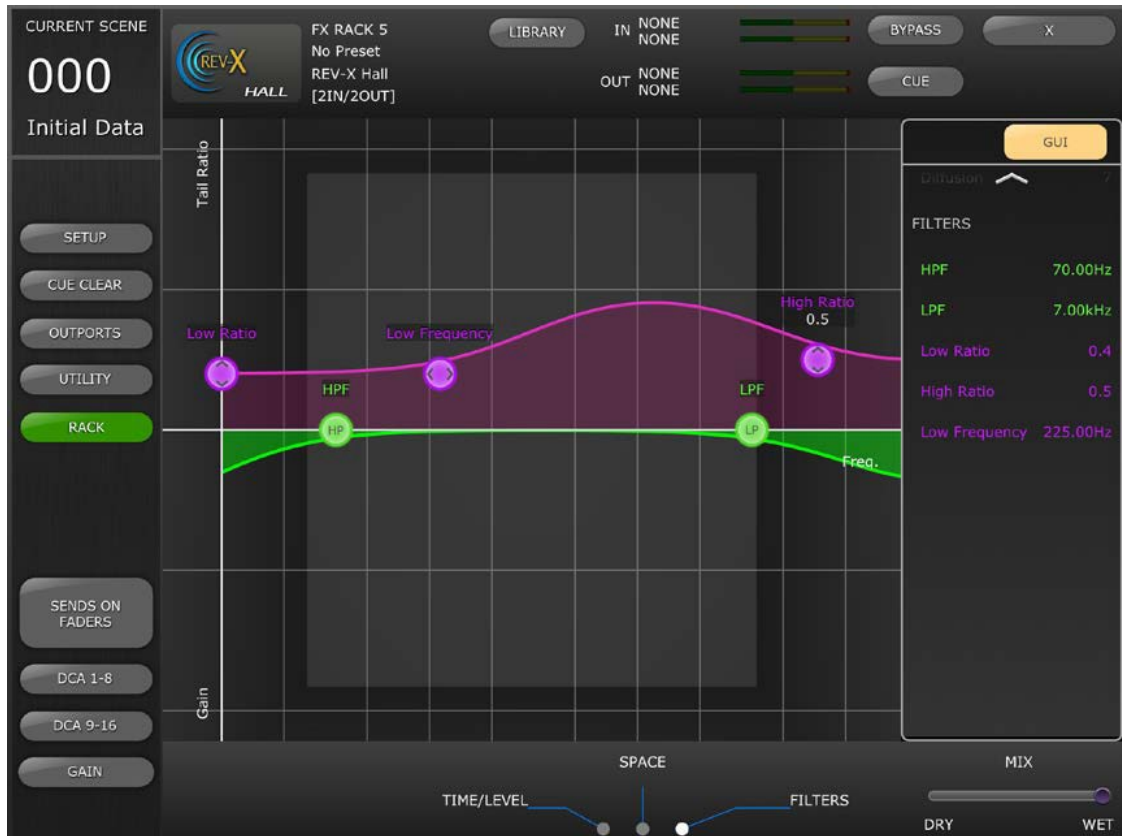 CURRENT SCENE
000
Initial Data
REV-X
HALL
FX RACK 5
No Preset
REV-X Hall
[2IN/2OUT]
LIBRARY
IN NONE
NONE
OUT NONE
NONE
BYPASS
X
CUE
SETUP
CUE CLEAR
OUTPORTS
UTILITY
RACK
SENDS ON
FADERS
DCA 1-8
DCA 9-16
GAIN
Tail Ratio
Low Ratio
Low Frequency
High Ratio
0.5
HPF
HP
LPF
LP
Freq.
Gain
GUI
Diffusion 7
FILTERS
HPF 70.00Hz
LPF 7.00kHz
Low Ratio 0.4
High Ratio 0.5
Low Frequency 225.00Hz
SPACE
TIME/LEVEL
FILTERS
MIX
DRY WET